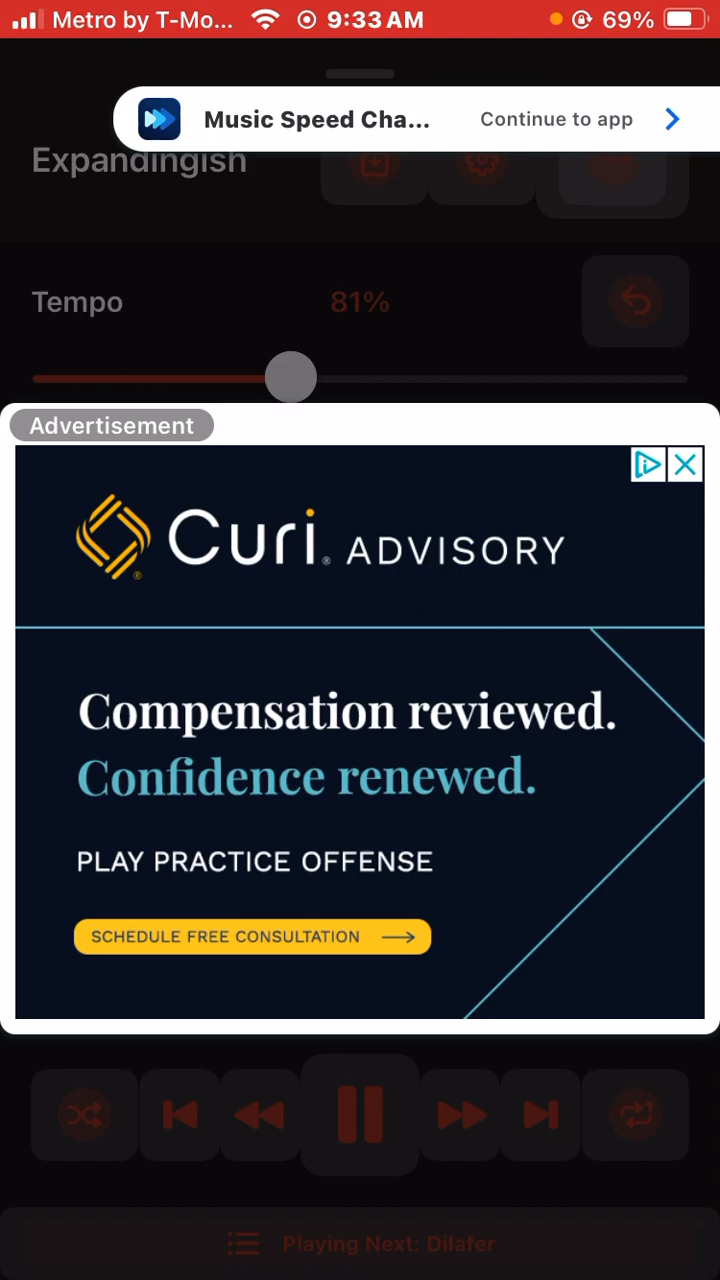 Metro by T-Mo... 9:33 AM 69%
Music Speed Cha... Continue to app
Expandingish
Tempo 81%
Advertisement
Curi® ADVISORY
Compensation reviewed.
Confidence renewed.
PLAY PRACTICE OFFENSE
SCHEDULE FREE CONSULTATION
Playing Next: Dilafer